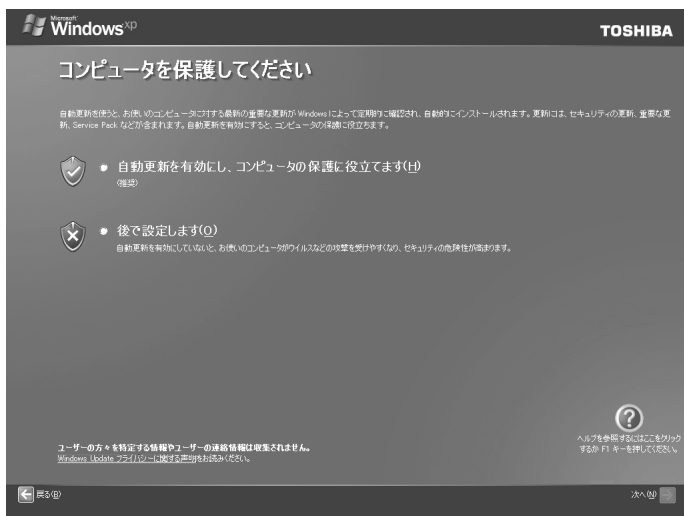 Microsoft
Windows xp
TOSHIBA
コンピュータを保護してください
自動更新を使うと、お使いのコンピュータに対する最新の重要な更新が Windows によって定期的に確認され、自動的にインストールされます。更新には、セキュリティの更新、重要な更
新、Service Pack などが含まれます。自動更新を有効にすると、コンピュータの保護に役立ちます。
自動更新を有効にし、コンピュータの保護に役立てます(H)
(推奨)
後で設定します(O)
自動更新を有効にしていないと、お使いのコンピュータがウイルスなどの攻撃を受けやすくなり、セキュリティの危険性が高まります。
ヘルプを参照するにはここをクリック
するか F1 キーを押してください。
ユーザーの方々を特定する情報やユーザーの連絡情報は収集されません。
Windows Update プライバシーに関する声明をお読みください。
戻る(B)
次へ(N)